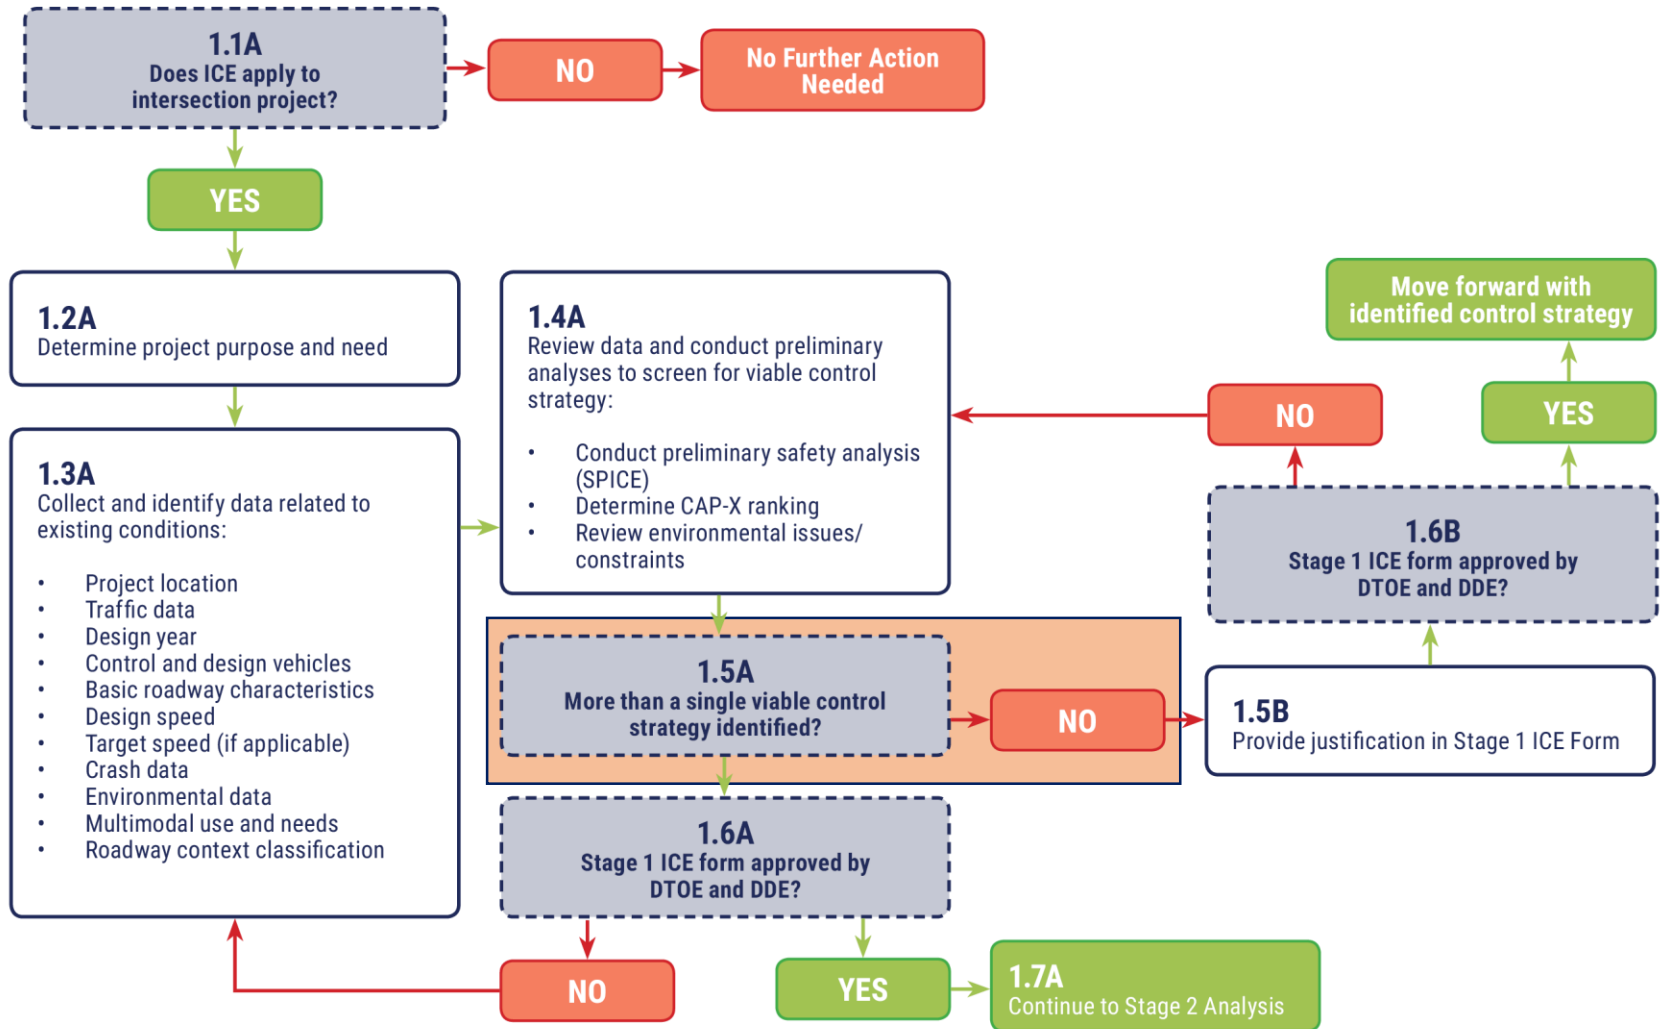 1.1A
Does ICE apply to
intersection project?
NO
No Further Action
Needed
YES
1.2A
Determine project purpose and need
1.3A
Collect and identify data related to
existing conditions:
• Project location
• Traffic data
• Design year
• Control and design vehicles
• Basic roadway characteristics
• Design speed
• Target speed (if applicable)
• Crash data
• Environmental data
• Multimodal use and needs
• Roadway context classification
1.4A
Review data and conduct preliminary
analyses to screen for viable control
strategy:
• Conduct preliminary safety analysis
(SPICE)
• Determine CAP-X ranking
• Review environmental issues/
constraints
1.5A
More than a single viable control
strategy identified?
NO
1.5B
Provide justification in Stage 1 ICE Form
1.6B
Stage 1 ICE form approved by
DTOE and DDE?
NO
YES
Move forward with
identified control strategy
1.6A
Stage 1 ICE form approved by
DTOE and DDE?
NO
YES
1.7A
Continue to Stage 2 Analysis